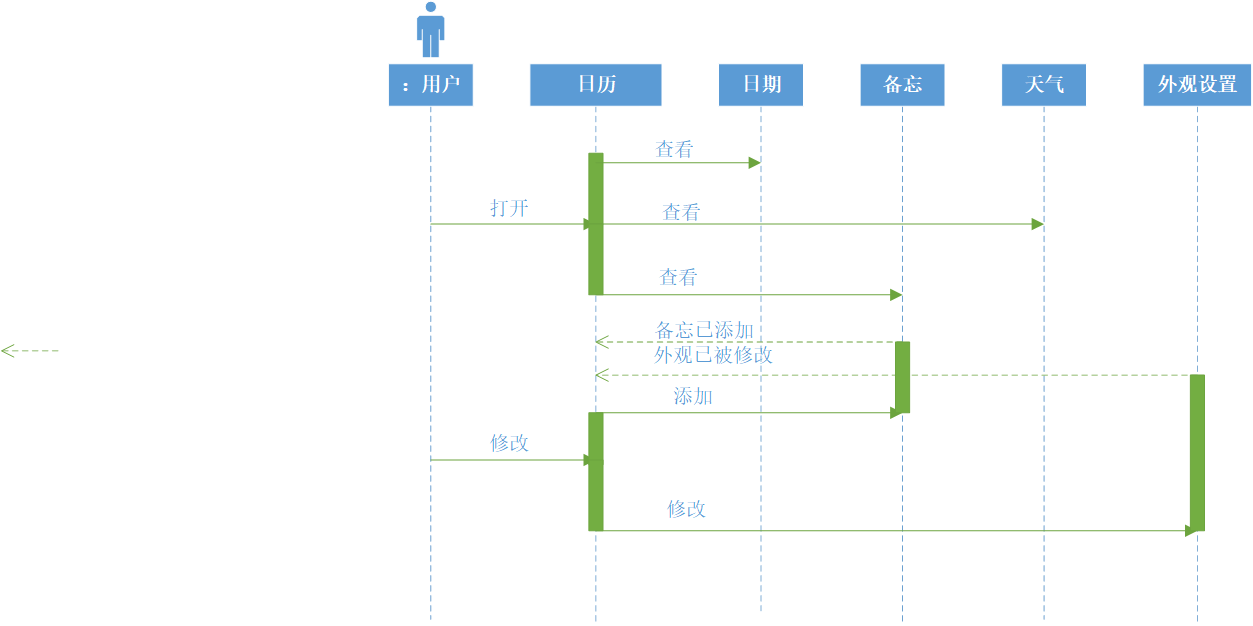 ：用户
日历
日期
备忘
天气
外观设置
查看
打开
查看
查看
备忘已添加
外观已被修改
添加
修改
修改